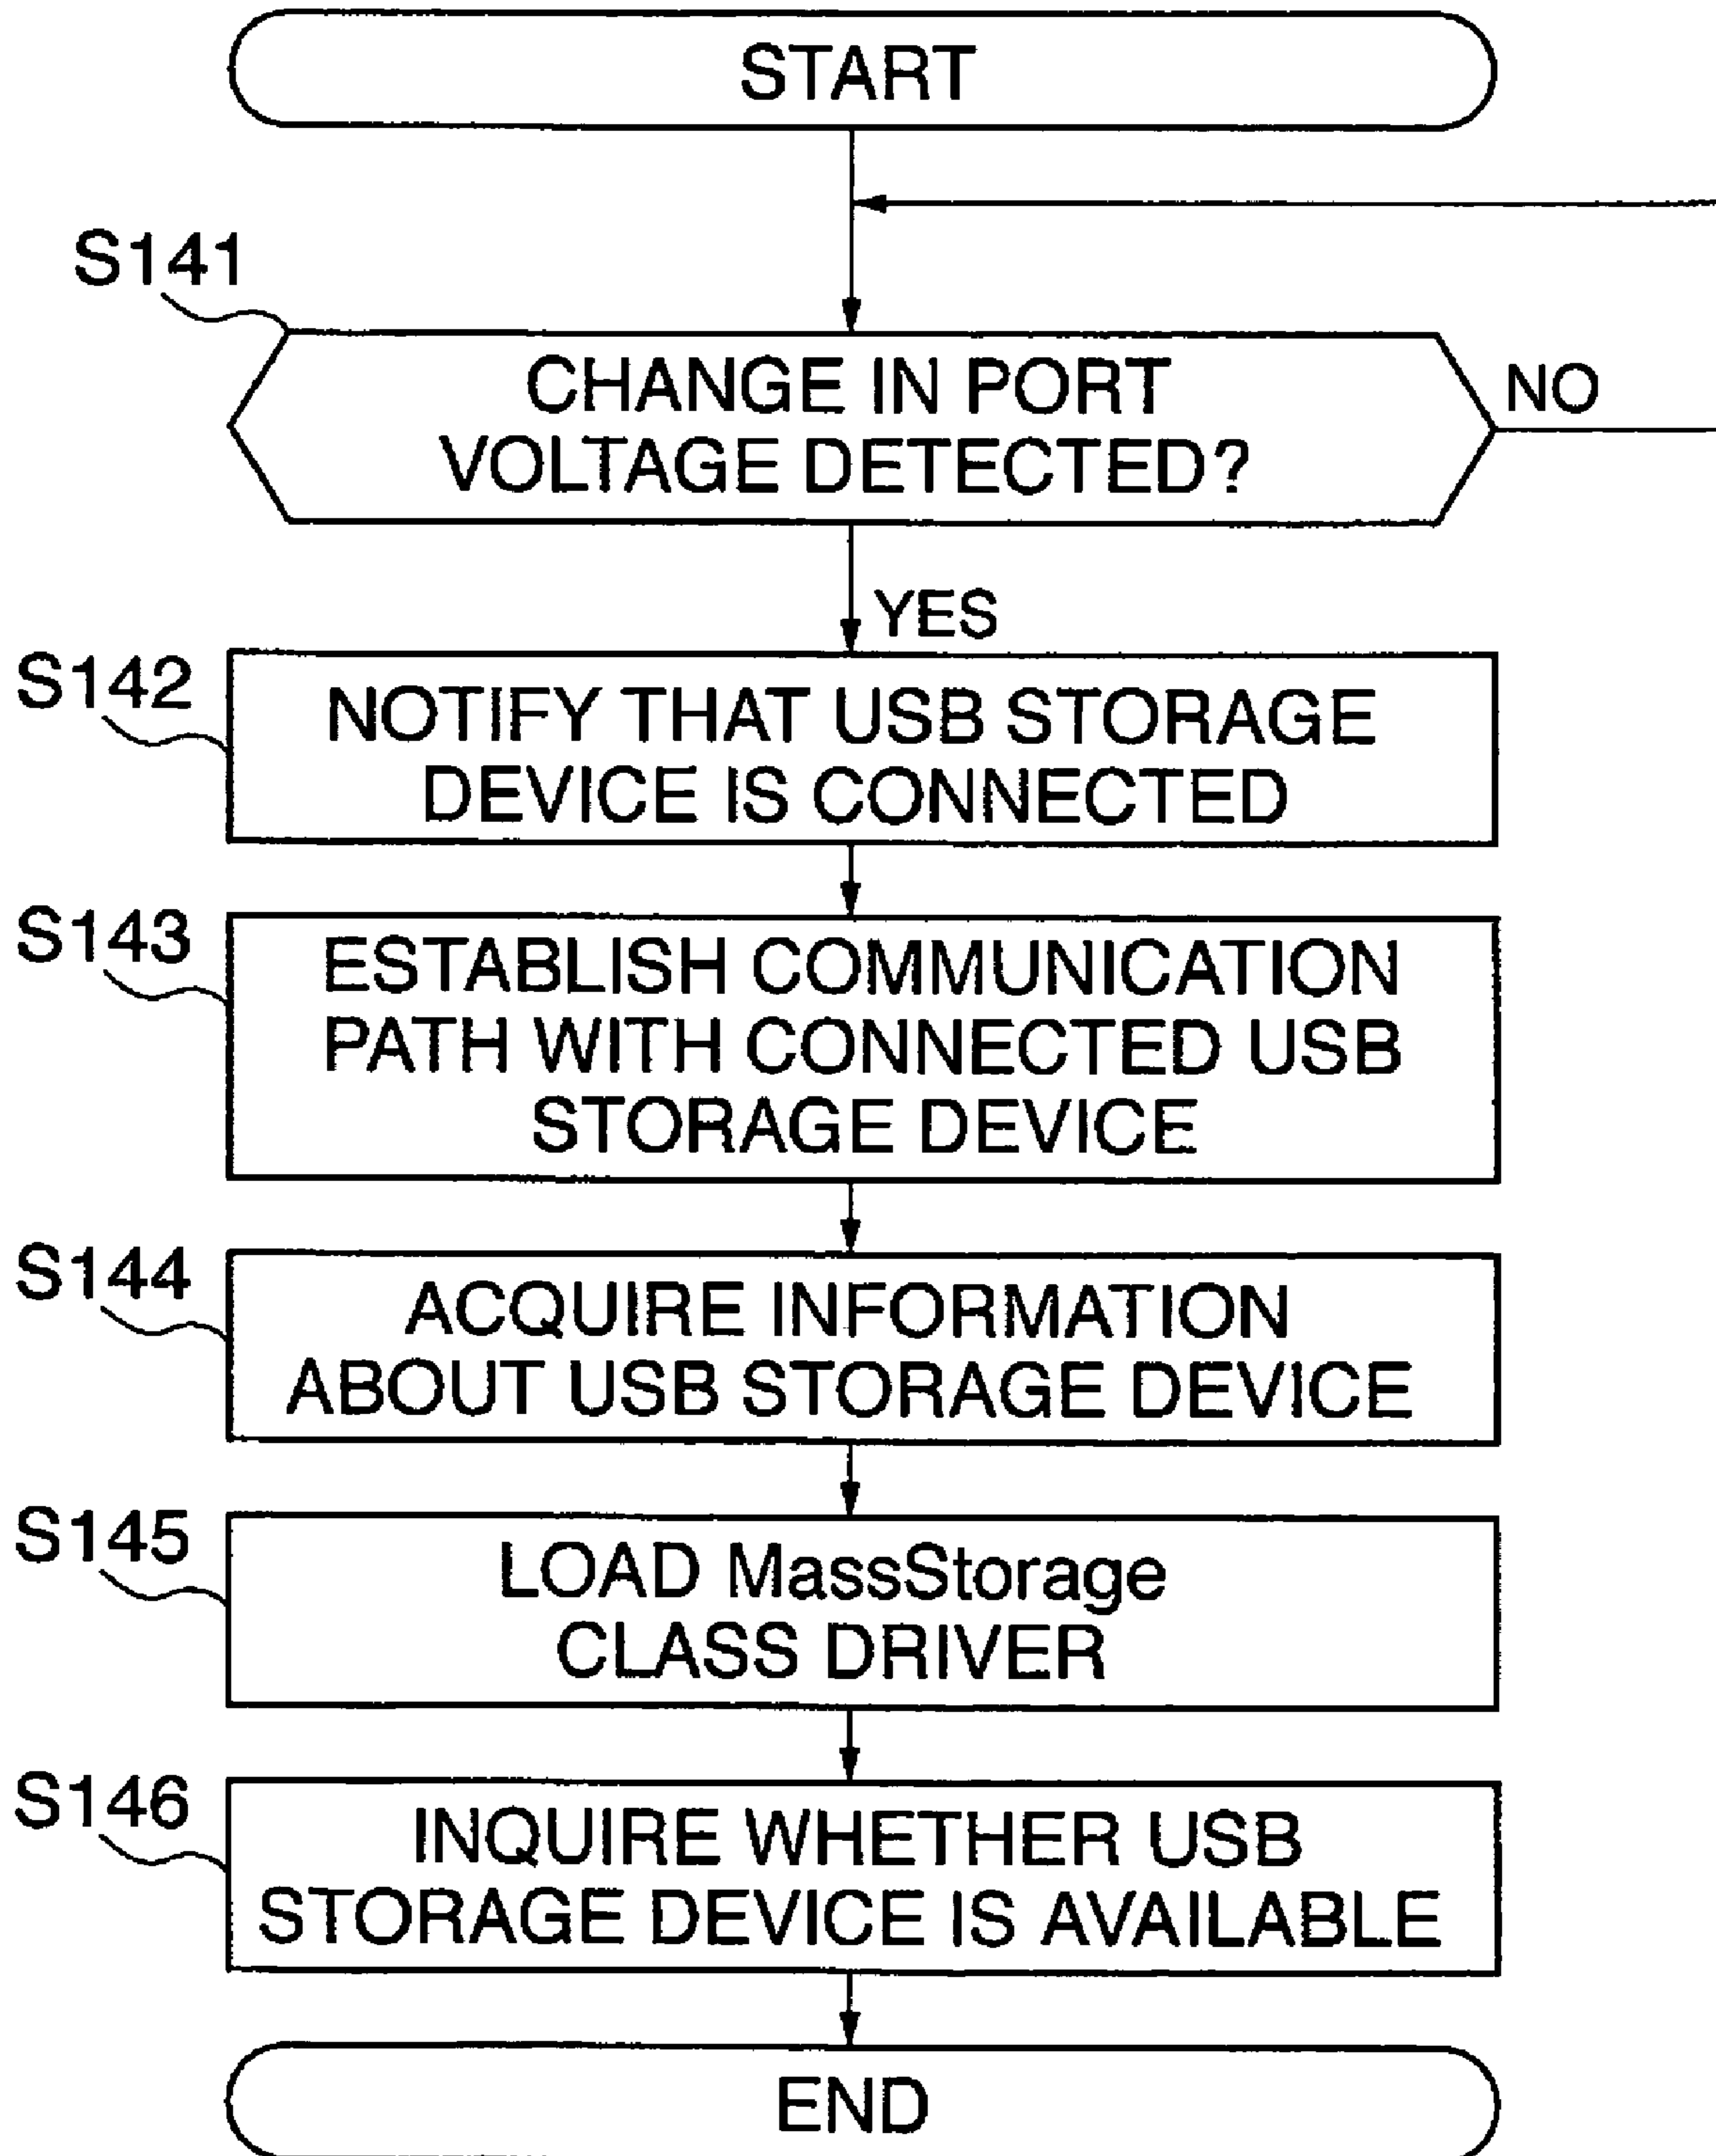 START
S141
CHANGE IN PORT
VOLTAGE DETECTED?
NO
YES
S142
NOTIFY THAT USB STORAGE
DEVICE IS CONNECTED
S143
ESTABLISH COMMUNICATION
PATH WITH CONNECTED USB
STORAGE DEVICE
S144
ACQUIRE INFORMATION
ABOUT USB STORAGE DEVICE
S145
LOAD MassStorage
CLASS DRIVER
S146
INQUIRE WHETHER USB
STORAGE DEVICE IS AVAILABLE
END